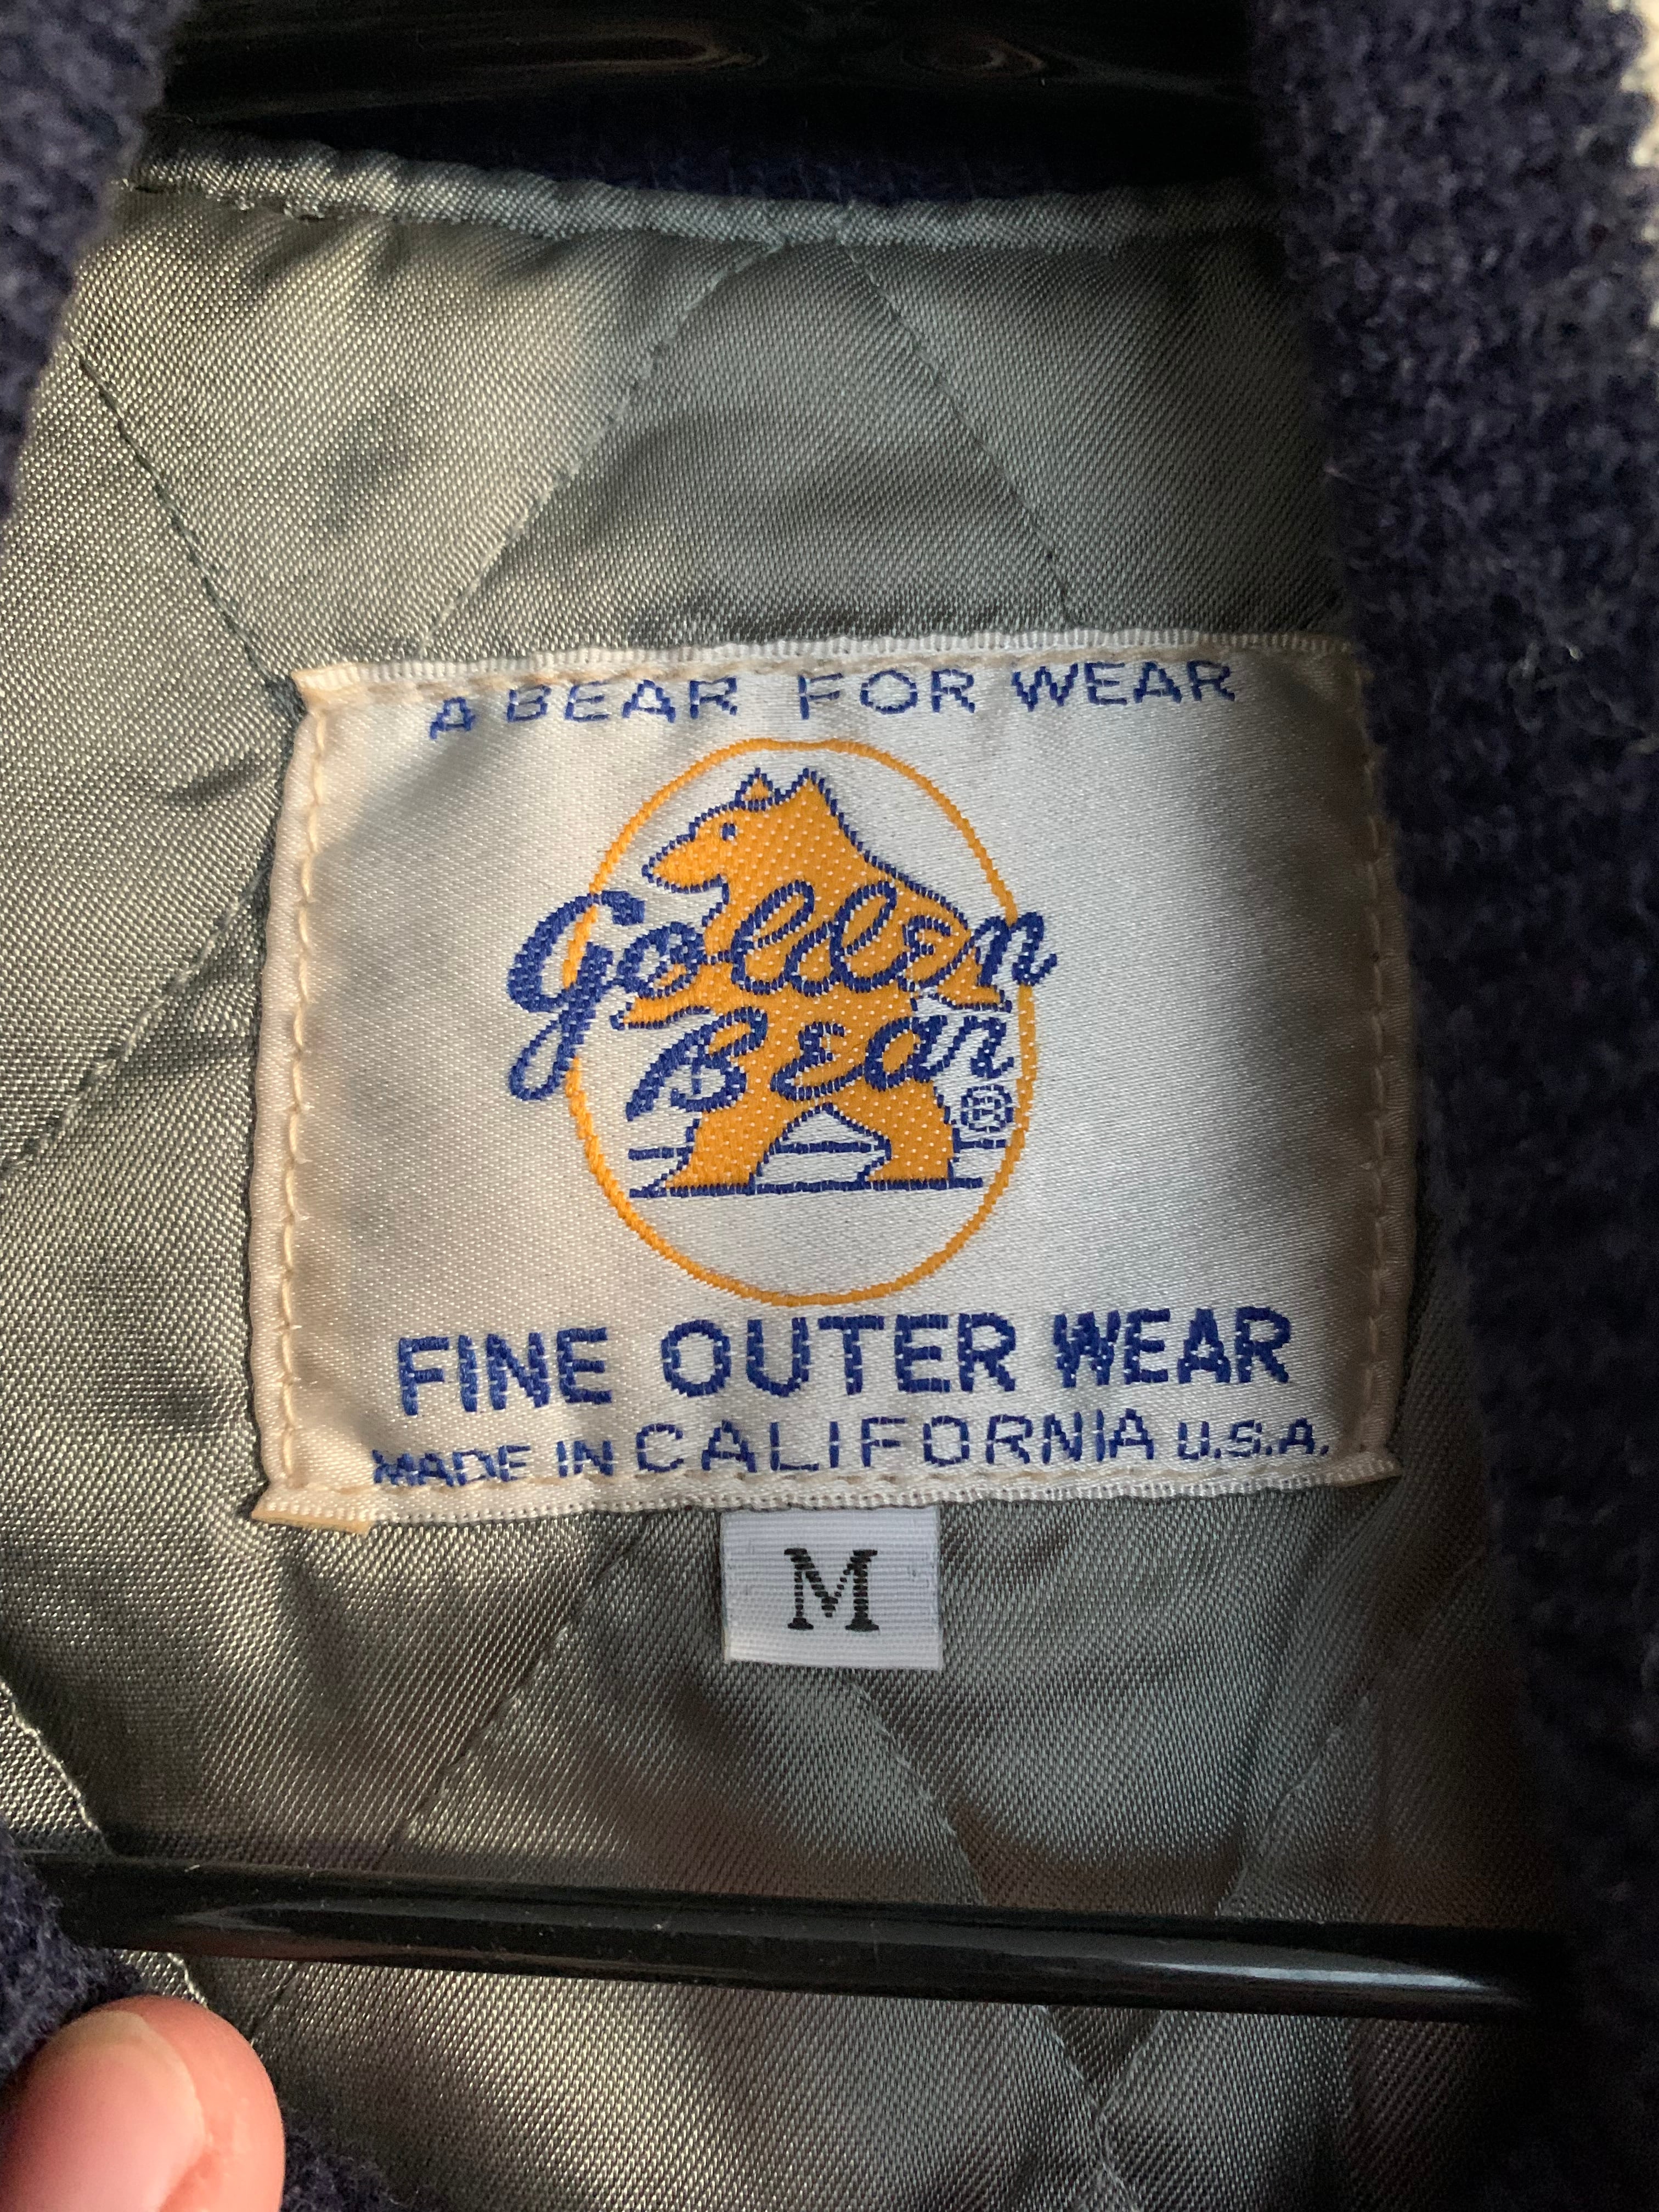 A BEAR FOR WEAR
Golden
Bear
®
FINE OUTER WEAR
MADE IN CALIFORNIA U.S.A.
M